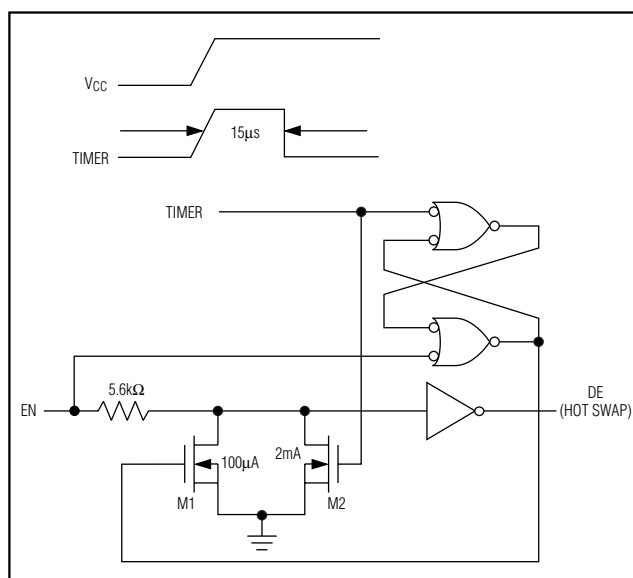 VCC
15μs
TIMER
TIMER
5.6kΩ
EN
DE
(HOT SWAP)
100μA
2mA
M1
M2